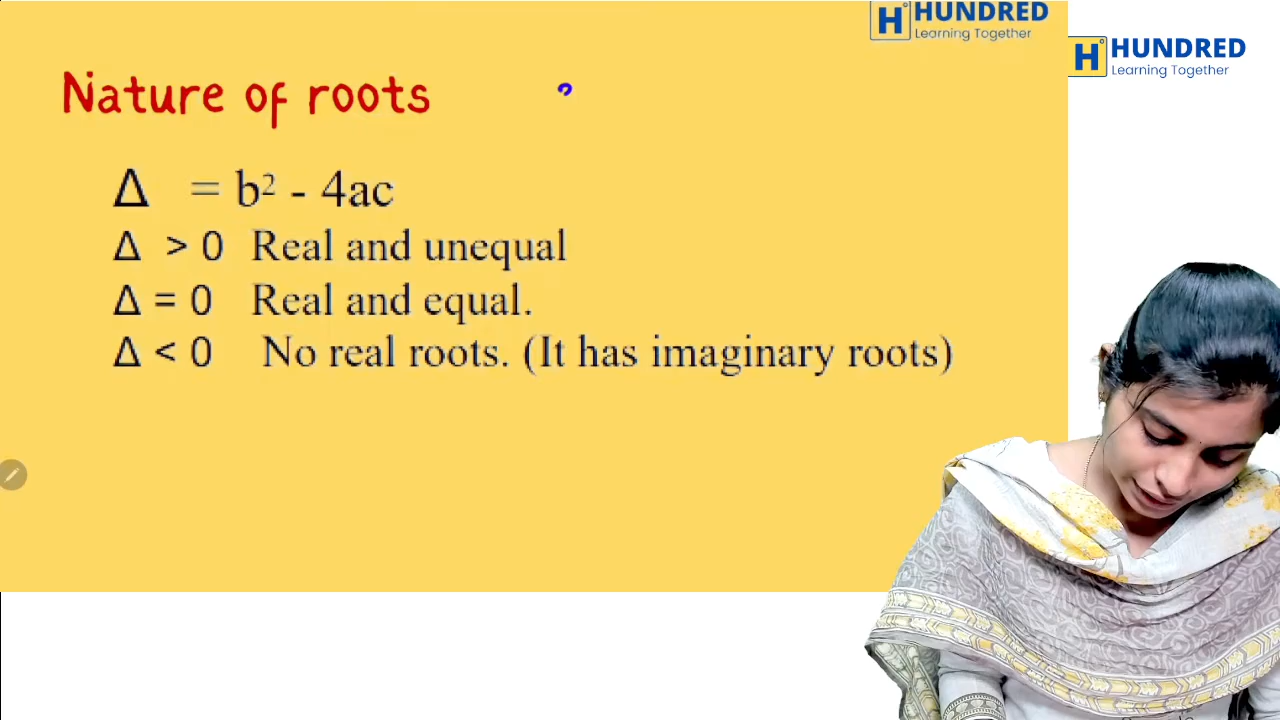 H° HUNDRED
Learning Together
H° HUNDRED
Learning Together
Nature of roots
Δ = b² - 4ac
Δ > 0 Real and unequal
Δ = 0 Real and equal.
Δ < 0 No real roots. (It has imaginary roots)